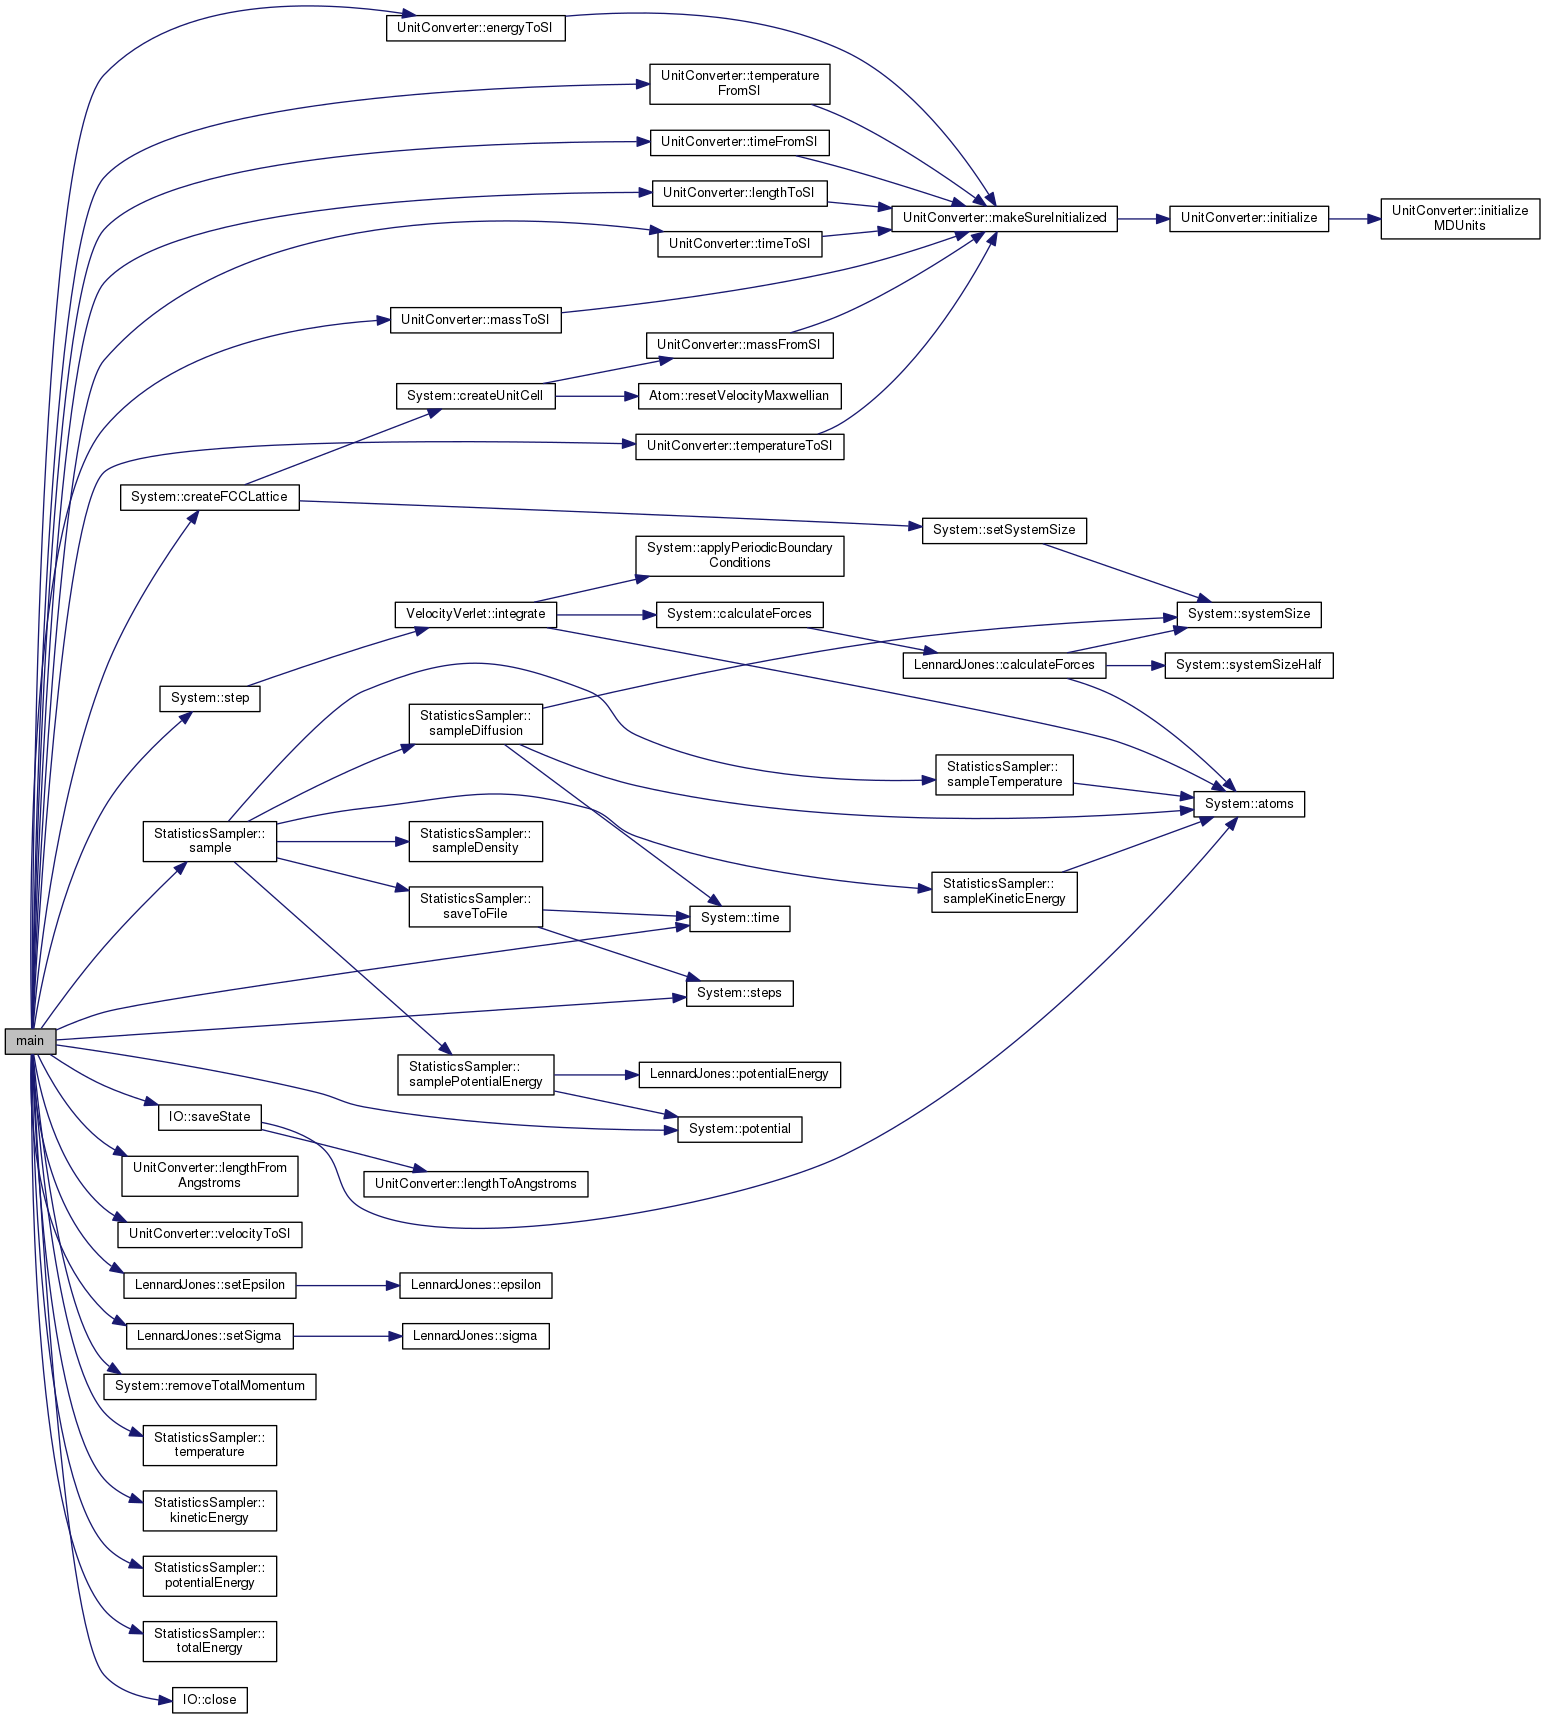 UnitConverter::energyToSI
UnitConverter::temperature
FromSI
UnitConverter::timeFromSI
UnitConverter::lengthToSI
UnitConverter::makeSureInitialized
UnitConverter::initialize
UnitConverter::initialize
MDUnits
UnitConverter::timeToSI
UnitConverter::massToSI
UnitConverter::massFromSI
System::createUnitCell
Atom::resetVelocityMaxwellian
UnitConverter::temperatureToSI
System::createFCCLattice
System::setSystemSize
System::applyPeriodicBoundary
Conditions
VelocityVerlet::integrate
System::calculateForces
System::systemSize
LennardJones::calculateForces
System::systemSizeHalf
System::step
StatisticsSampler::
sampleDiffusion
StatisticsSampler::
sampleTemperature
System::atoms
StatisticsSampler::
sample
StatisticsSampler::
sampleDensity
StatisticsSampler::
saveToFile
StatisticsSampler::
sampleKineticEnergy
System::time
System::steps
main
StatisticsSampler::
samplePotentialEnergy
LennardJones::potentialEnergy
IO::saveState
System::potential
UnitConverter::lengthFrom
Angstroms
UnitConverter::lengthToAngstroms
UnitConverter::velocityToSI
LennardJones::setEpsilon
LennardJones::epsilon
LennardJones::setSigma
LennardJones::sigma
System::removeTotalMomentum
StatisticsSampler::
temperature
StatisticsSampler::
kineticEnergy
StatisticsSampler::
potentialEnergy
StatisticsSampler::
totalEnergy
IO::close